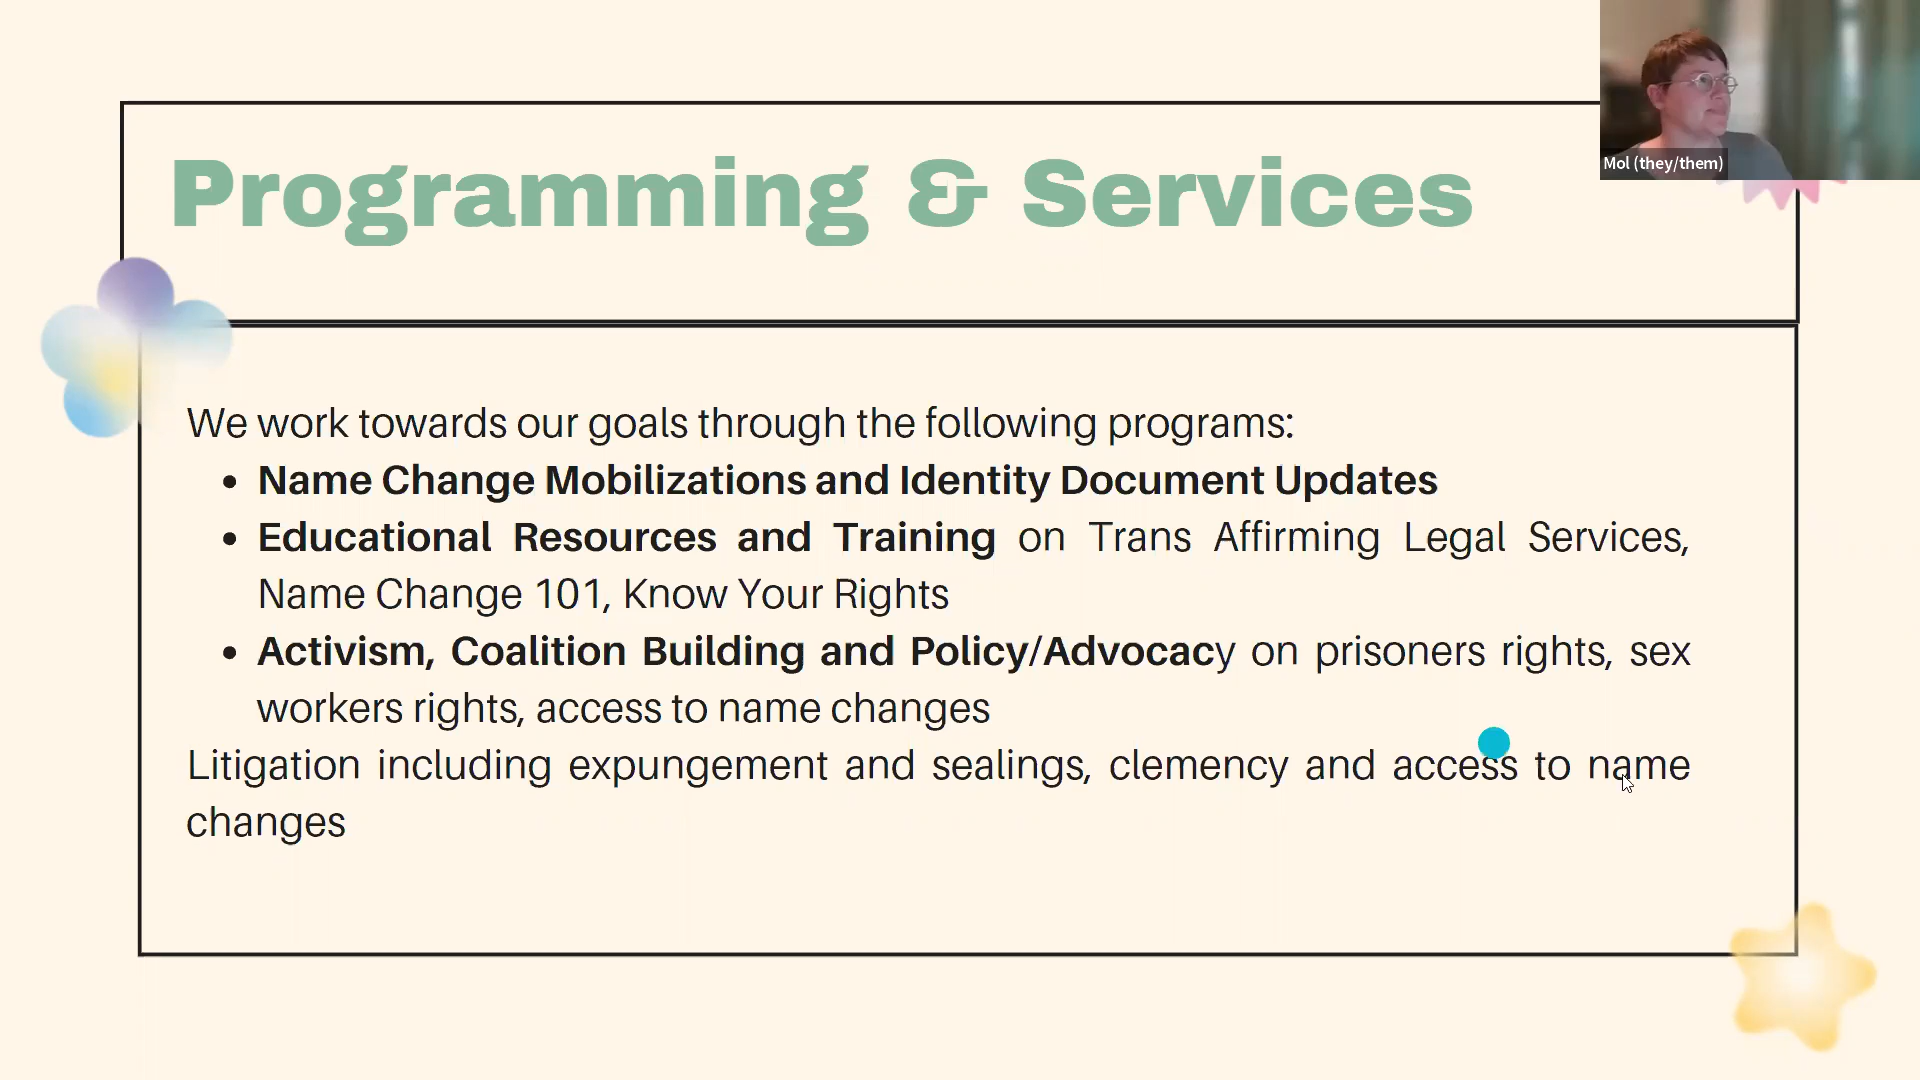 Programming & Services
Mol (they/them)
We work towards our goals through the following programs:
• Name Change Mobilizations and Identity Document Updates
• Educational Resources and Training on Trans Affirming Legal Services,
Name Change 101, Know Your Rights
• Activism, Coalition Building and Policy/Advocacy on prisoners rights, sex
workers rights, access to name changes
Litigation including expungement and sealings, clemency and access to name
changes